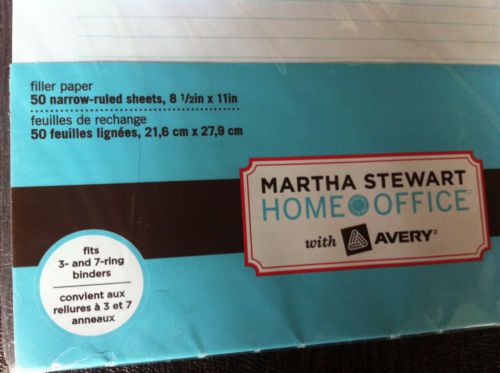 filler paper
50 narrow-ruled sheets, 8 1/2in x 11in
feuilles de rechange
50 feuilles lignées, 21,6 cm x 27,9 cm
MARTHA STEWART
HOME OFFICE
with AVERY
fits
3- and 7-ring
binders
convient aux
reliures à 3 et 7
anneaux